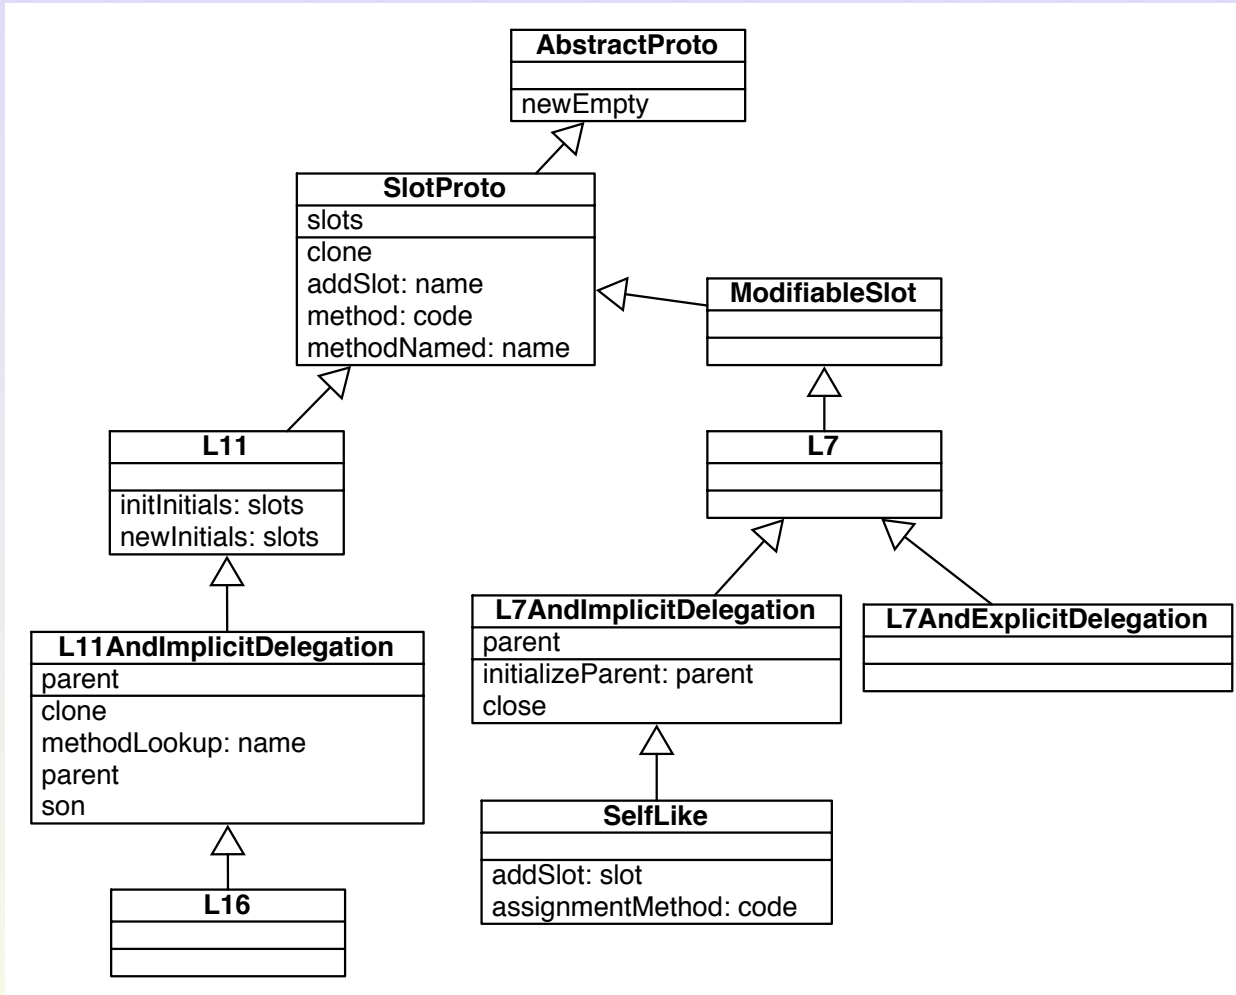 AbstractProto
newEmpty
SlotProto
slots
clone
addSlot: name
method: code
methodNamed: name
ModifiableSlot
L11
initInitials: slots
newInitials: slots
L7
L11AndImplicitDelegation
parent
clone
methodLookup: name
parent
son
L7AndImplicitDelegation
parent
initializeParent: parent
close
L7AndExplicitDelegation
SelfLike
addSlot: slot
assignmentMethod: code
L16